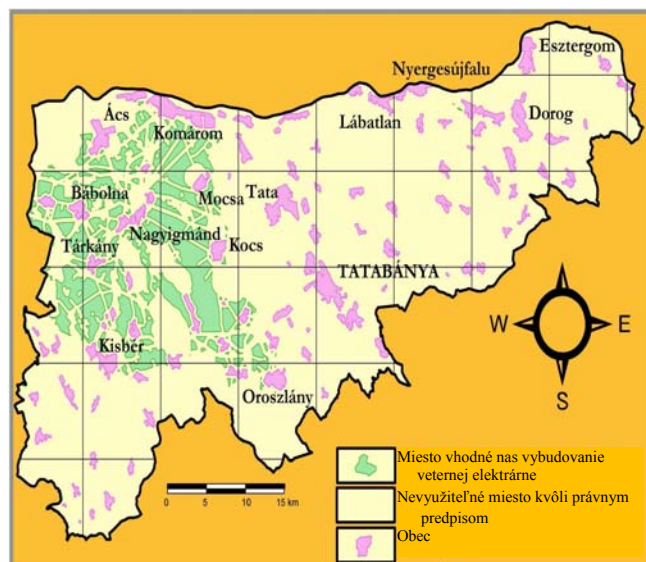 Esztergom
Nyergesújfalu
Ács
Komárom
Lábatlan
Dorog
Bábolna
Mocsa
Tata
Tárkány
Nagyigmánd
Kocs
TATABÁNYA
W
E
S
Kisbér
Oroszlány
0 5 10 15 km
Miesto vhodné nas vybudovanie
veternej elektrárne
Nevyužiteľné miesto kvôli právnym
predpisom
Obec